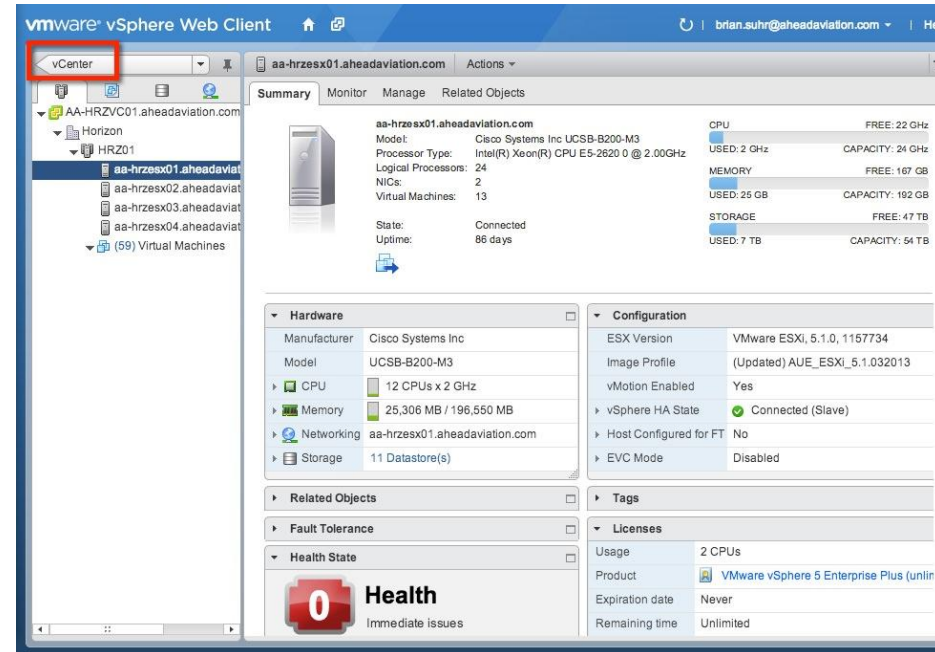 vmware® vSphere Web Client
brian.suhr@aheadaviation.com
vCenter
AA-HRZVC01.aheadaviation.com
Horizon
HRZ01
aa-hrzesx01.aheadaviat
aa-hrzesx02.aheadaviat
aa-hrzesx03.aheadaviat
aa-hrzesx04.aheadaviat
(59) Virtual Machines
aa-hrzesx01.aheadaviation.com Actions
Summary Monitor Manage Related Objects
aa-hrzesx01.aheadaviation.com
Model: Cisco Systems Inc UCSB-B200-M3
Processor Type: Intel(R) Xeon(R) CPU E5-2620 0 @ 2.00GHz
Logical Processors: 24
NICs: 2
Virtual Machines: 13
State: Connected
Uptime: 86 days
CPU FREE: 22 GHz
USED: 2 GHz CAPACITY: 24 GHz
MEMORY FREE: 167 GB
USED: 25 GB CAPACITY: 192 GB
STORAGE FREE: 47 TB
USED: 7 TB CAPACITY: 54 TB
Hardware
Manufacturer Cisco Systems Inc
Model UCSB-B200-M3
CPU 12 CPUs x 2 GHz
Memory 25,306 MB / 196,550 MB
Networking aa-hrzesx01.aheadaviation.com
Storage 11 Datastore(s)
Related Objects
Fault Tolerance
Health State
0
Health
Immediate issues
Configuration
ESX Version VMware ESXi, 5.1.0, 1157734
Image Profile (Updated) AUE_ESXi_5.1.032013
vMotion Enabled Yes
vSphere HA State Connected (Slave)
Host Configured for FT No
EVC Mode Disabled
Tags
Licenses
Usage 2 CPUs
Product VMware vSphere 5 Enterprise Plus (unlin
Expiration date Never
Remaining time Unlimited